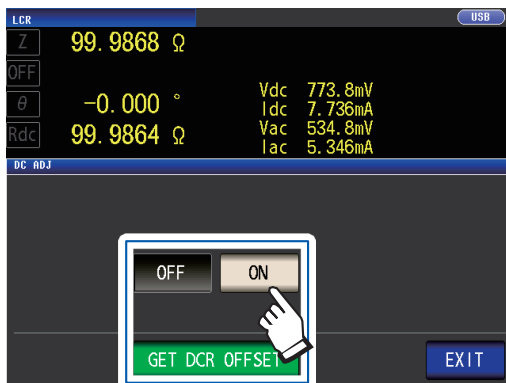 LCR USB
Z 99.9868 Ω
OFF
θ -0.000 °
Rdc 99.9864 Ω
Vdc 773.8mV
Idc 7.736mA
Vac 534.8mV
Iac 5.346mA
DC ADJ
OFF ON
GET DCR OFFSET EXIT